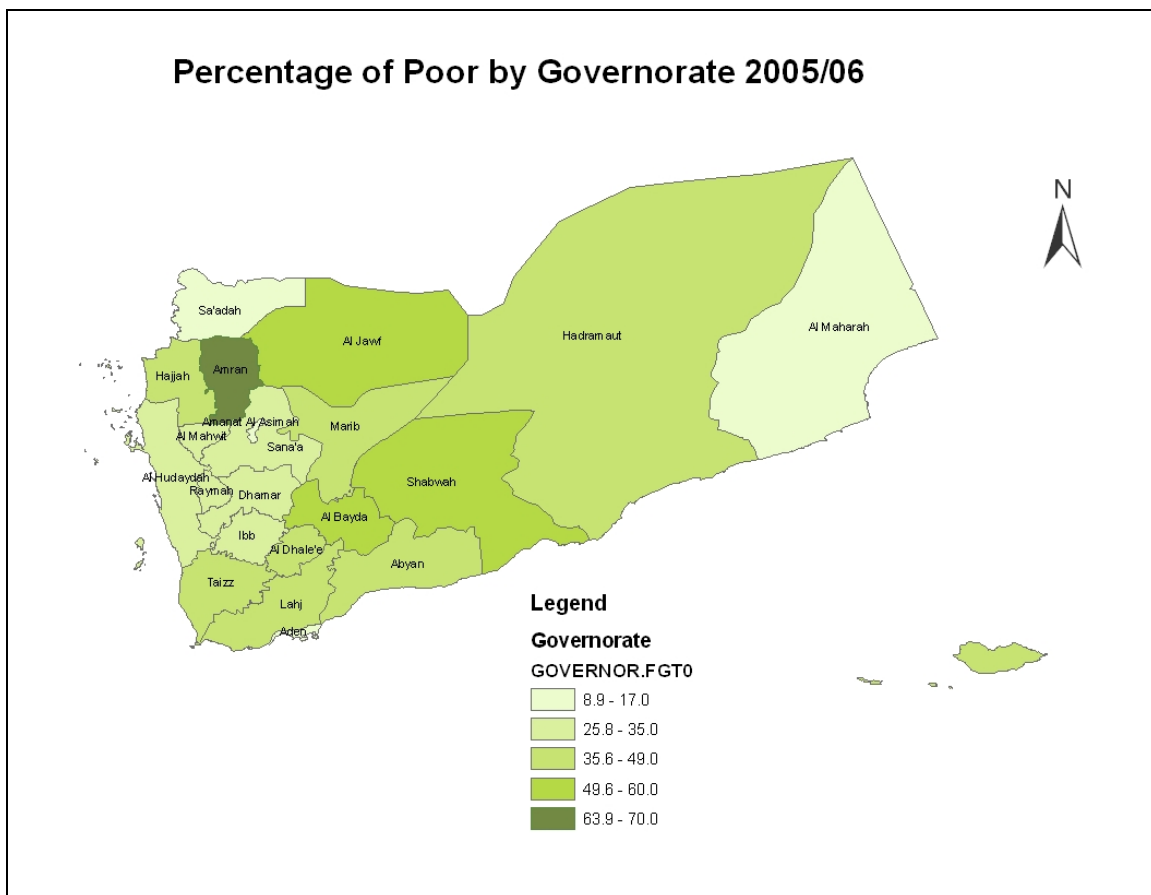 Percentage of Poor by Governorate 2005/06
N
Sa'adah
Al Maharah
Al Jawf
Hadramaut
Hajjah
Amran
Amanat Al Asimah
Marib
Al Mahwit
Sana'a
Al Hudaydah
Shabwah
Raymah
Dhamar
Al Bayda
Ibb
Al Dhale'e
Abyan
Taizz
Lahj
Aden
Legend
Governorate
GOVERNOR.FGT0
8.9 - 17.0
25.8 - 35.0
35.6 - 49.0
49.6 - 60.0
63.9 - 70.0